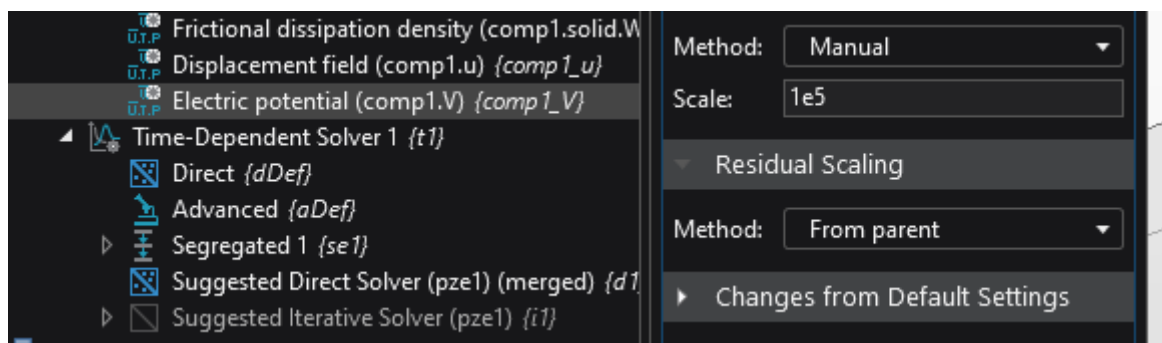 Frictional dissipation density (comp1.solid.W
Displacement field (comp1.u) {comp1_u}
Electric potential (comp1.V) {comp1_V}
Time-Dependent Solver 1 {t1}
Direct {dDef}
Advanced {aDef}
Segregated 1 {se1}
Suggested Direct Solver (pze1) (merged) {d1
Suggested Iterative Solver (pze1) {i1}
Method: Manual
Scale: 1e5
Residual Scaling
Method: From parent
Changes from Default Settings